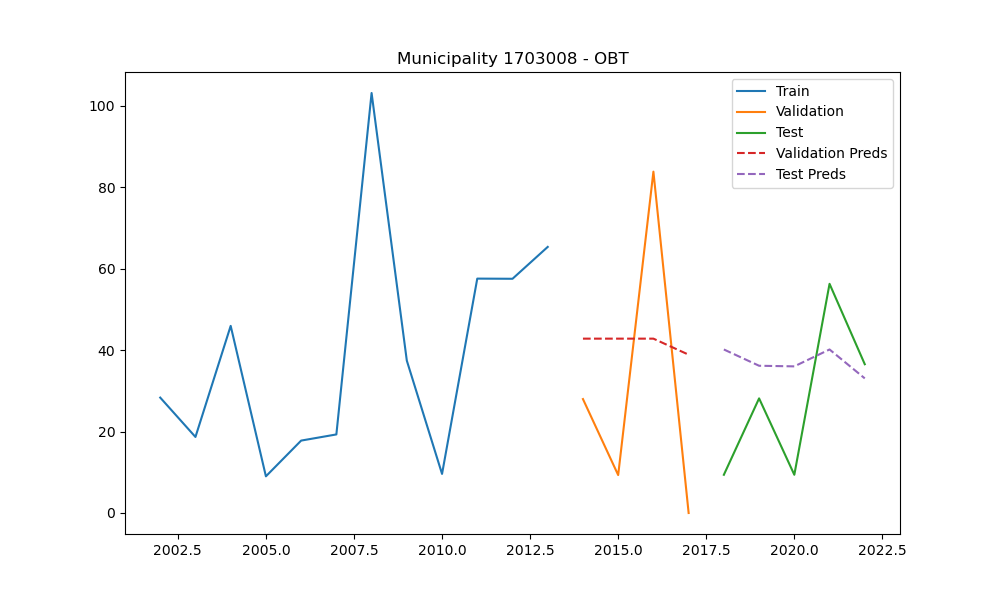 Municipality 1703008 - OBT
Train
Validation
Test
Validation Preds
Test Preds
100
80
60
40
20
0
2002.5 2005.0 2007.5 2010.0 2012.5 2015.0 2017.5 2020.0 2022.5